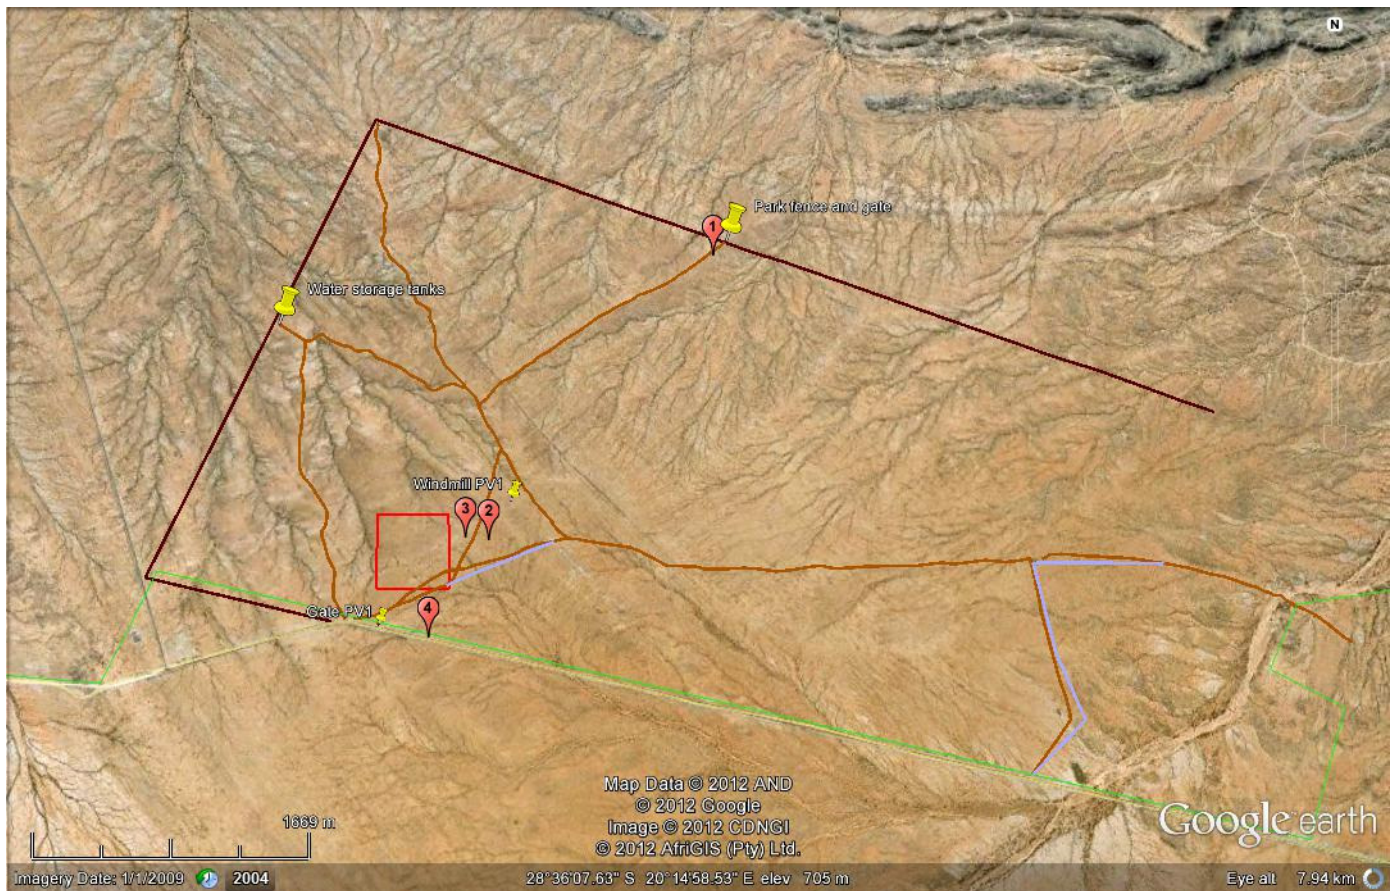 N
1
Park fence and gate
Water storage tanks
Windmill PV1
3
2
Gate PV1
4
1669 m
Map Data © 2012 AND
© 2012 Google
Image © 2012 CDNGI
© 2012 AfriGIS (Pty) Ltd.
Google earth
Imagery Date: 1/1/2009 2004 28°36'07.63" S 20°14'58.53" E elev 705 m Eye alt 7.94 km